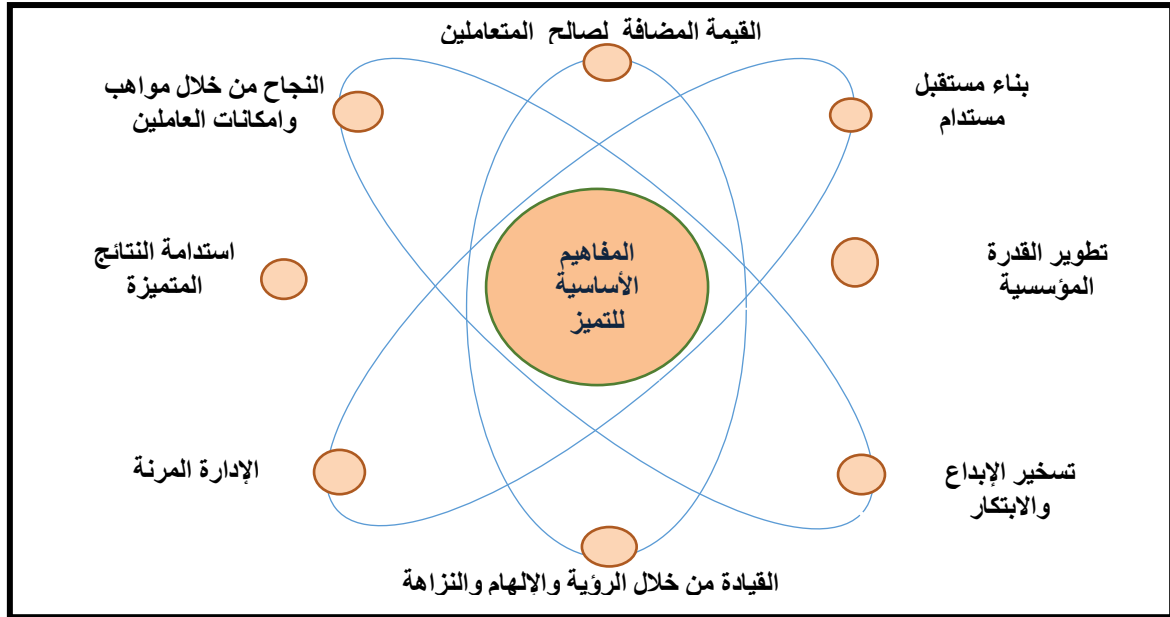 القيمة المضافة لصالح المتعاملين
بناء مستقبل
مستدام
النجاح من خلال مواهب
وامكانات العاملين
تطوير القدرة
المؤسسية
المفاهيم
الأساسية
للتميز
استدامة النتائج
المتميزة
تسخير الإبداع
والابتكار
الإدارة المرنة
القيادة من خلال الرؤية والإلهام والنزاهة